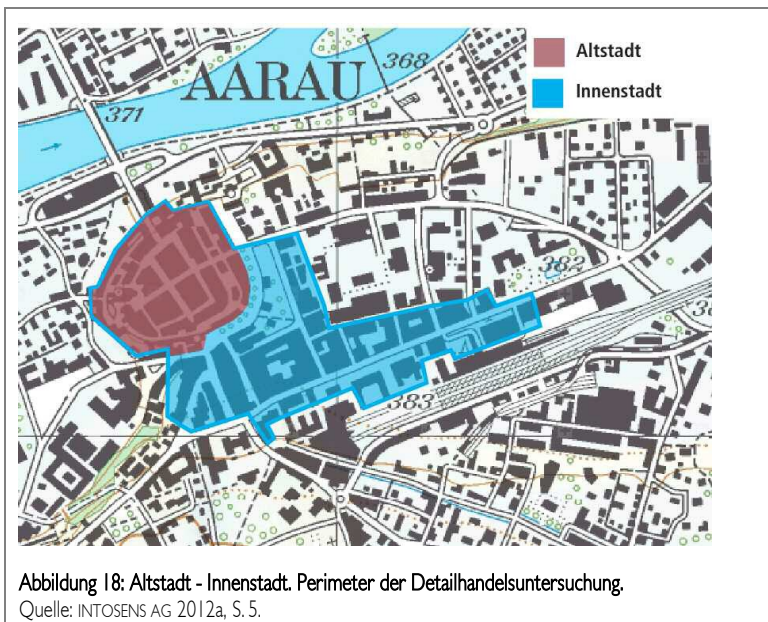 AARAU
368
371
Altstadt
Innenstadt
382
383
Abbildung 18: Altstadt - Innenstadt. Perimeter der Detailhandelsuntersuchung.
Quelle: INTOSENS AG 2012a, S. 5.